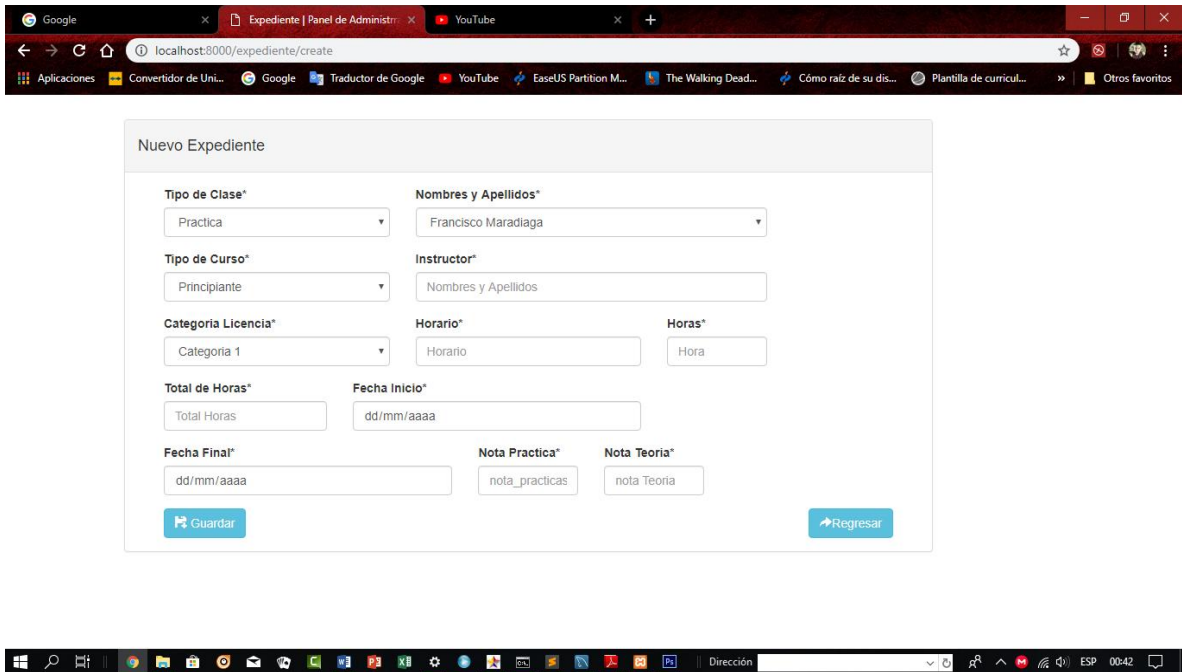 Google
Expediente | Panel de Administr
YouTube
localhost:8000/expediente/create
Aplicaciones Convertidor de Uni... Google Traductor de Google YouTube EaseUS Partition M... The Walking Dead... Cómo raíz de su dis... Plantilla de curricul... » Otros favoritos
Nuevo Expediente
Tipo de Clase* Nombres y Apellidos*
Practica Francisco Maradiaga
Tipo de Curso* Instructor*
Principiante Nombres y Apellidos
Categoria Licencia* Horario* Horas*
Categoria 1 Horario Hora
Total de Horas* Fecha Inicio*
Total Horas dd/mm/aaaa
Fecha Final* Nota Practica* Nota Teoria*
dd/mm/aaaa nota_practicas nota Teoria
Guardar Regresar
Dirección ESP 00:42